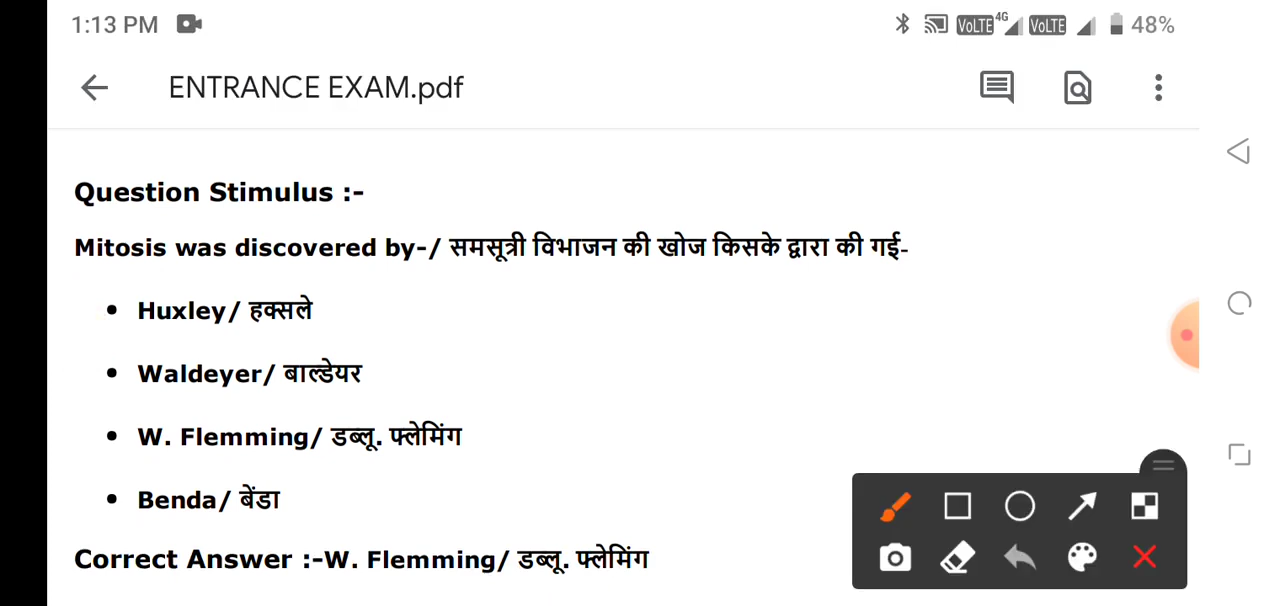 1:13 PM 4G VoLTE VoLTE 48%
ENTRANCE EXAM.pdf
Question Stimulus :-
Mitosis was discovered by-/ समसूत्री विभाजन की खोज किसके द्वारा की गई-
• Huxley/ हक्सले
• Waldeyer/ बाल्डेयर
• W. Flemming/ डब्लू. फ्लेमिंग
• Benda/ बेंडा
Correct Answer :-W. Flemming/ डब्लू. फ्लेमिंग